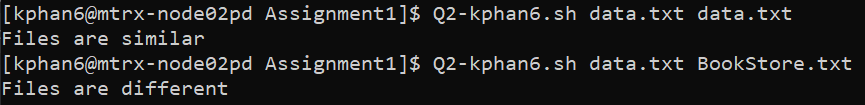 [kphan6@mtrx-node02pd Assignment1]$ Q2-kphan6.sh data.txt data.txt
Files are similar
[kphan6@mtrx-node02pd Assignment1]$ Q2-kphan6.sh data.txt BookStore.txt
Files are different